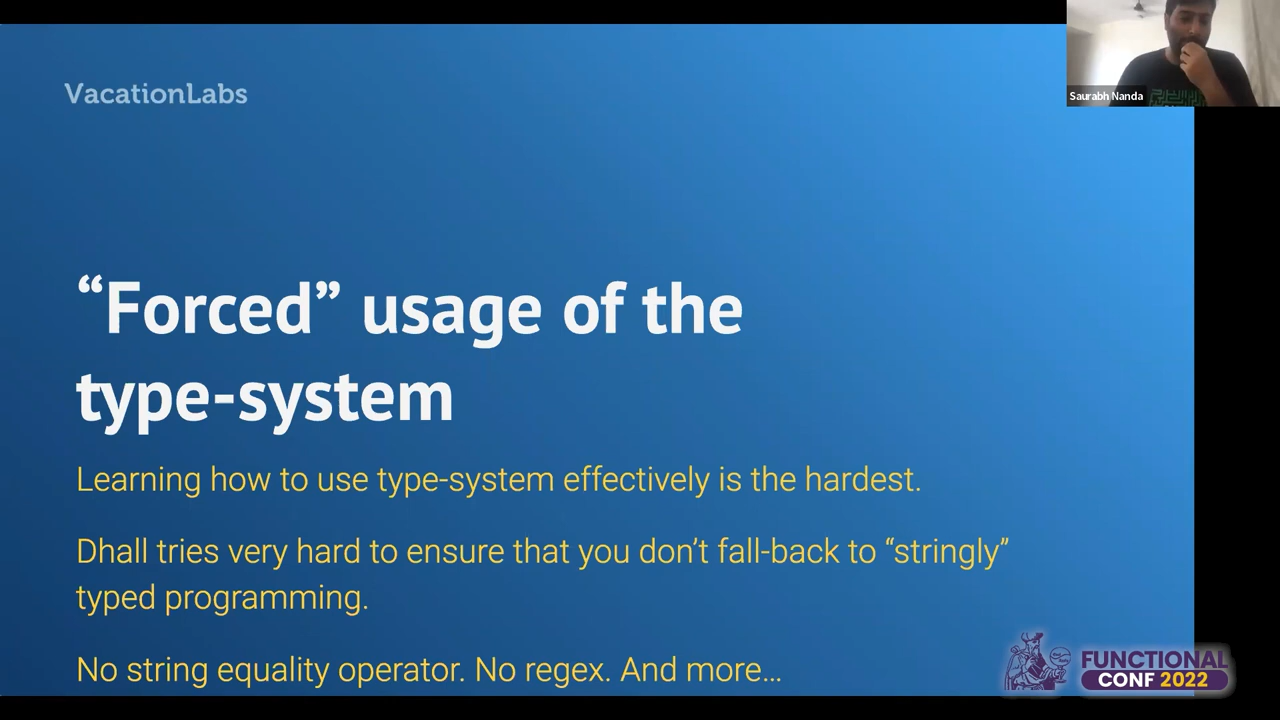 VacationLabs
Saurabh Nanda
“Forced” usage of the
type-system
Learning how to use type-system effectively is the hardest.
Dhall tries very hard to ensure that you don’t fall-back to “stringly”
typed programming.
No string equality operator. No regex. And more...
FUNCTIONAL
CONF 2022